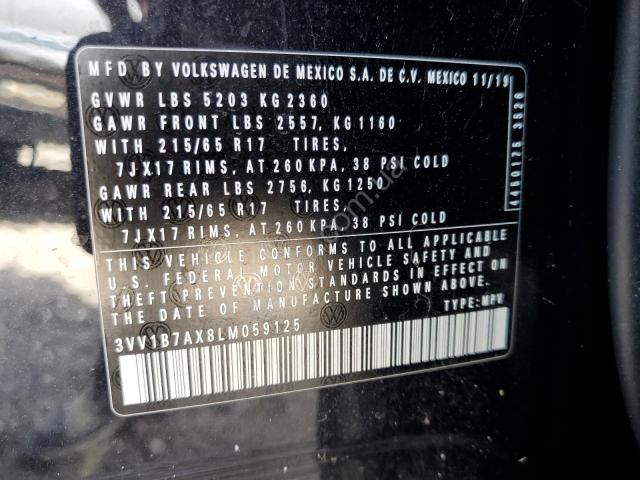 MFD BY VOLKSWAGEN DE MEXICO S.A. DE C.V. MEXICO 11/19
GVWR LBS 5203 KG 2360
GAWR FRONT LBS 2557, KG 1160
WITH 215/65 R17 TIRES,
7JX17 RIMS, AT 260 KPA, 38 PSI COLD
GAWR REAR LBS 2756, KG 1250
WITH 215/65 R17 TIRES,
7JX17 RIMS, AT 260 KPA, 38 PSI COLD
THIS VEHICLE CONFORMS TO ALL APPLICABLE
U.S. FEDERAL MOTOR VEHICLE SAFETY AND
THEFT PREVENTION STANDARDS IN EFFECT ON
THE DATE OF MANUFACTURE SHOWN ABOVE.
3VV1B7AX8LM059125
TYPE:MPV
4460175 3520